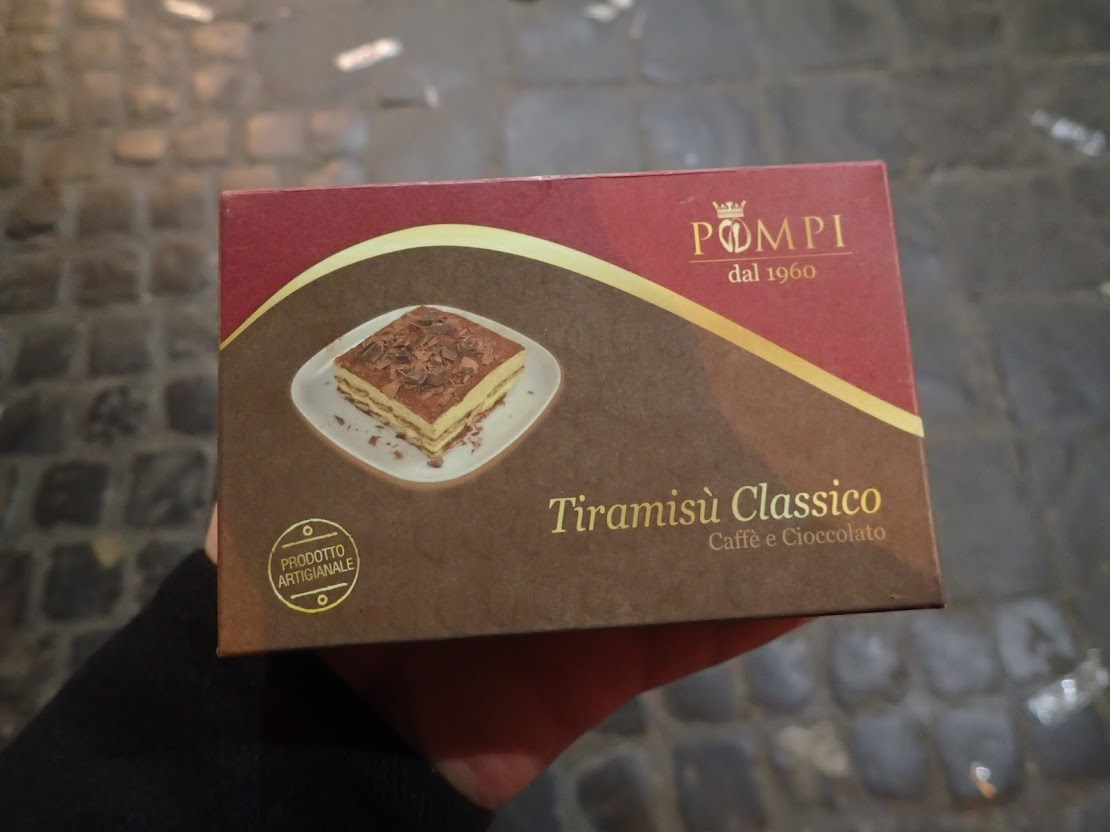 POMPI
dal 1960
Tiramisù Classico
Caffè e Cioccolato
PRODOTTO
ARTIGIANALE